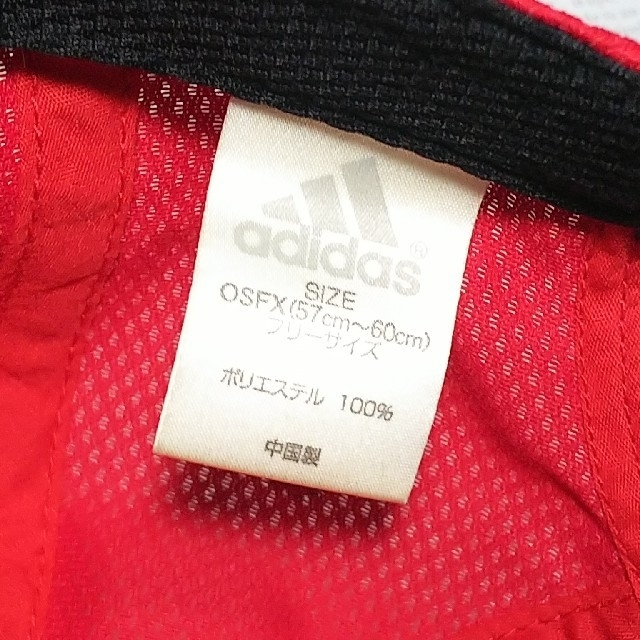 adidas®
SIZE
OSFX(57cm～60cm)
フリーサイズ
ポリエステル 100%
中国製